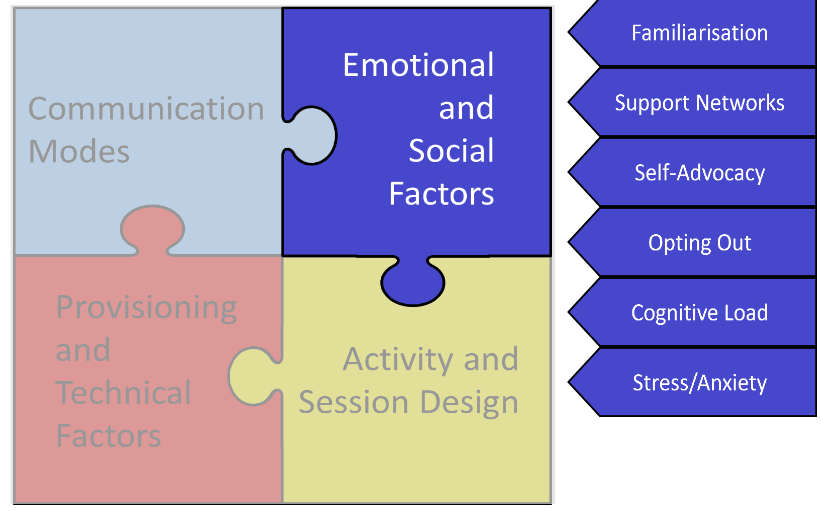 Communication
Modes
Emotional
and
Social
Factors
Provisioning
and
Technical
Factors
Activity and
Session Design
Familiarisation
Support Networks
Self-Advocacy
Opting Out
Cognitive Load
Stress/Anxiety